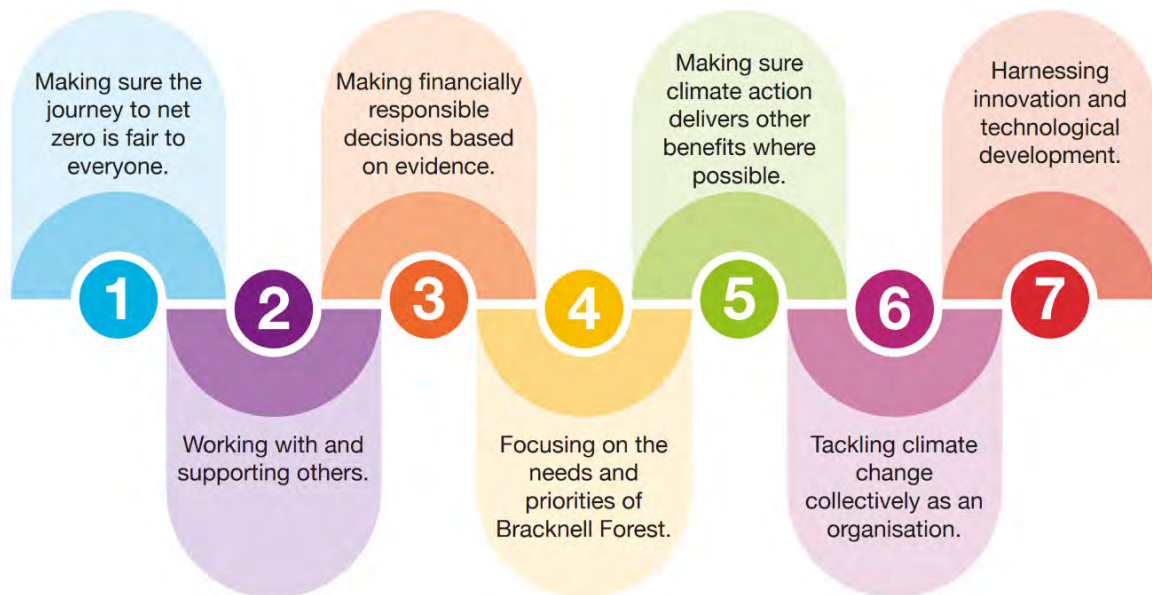 1
Making sure the
journey to net
zero is fair to
everyone.
2
Working with and
supporting others.
3
Making financially
responsible
decisions based
on evidence.
4
Focusing on the
needs and
priorities of
Bracknell Forest.
5
Making sure
climate action
delivers other
benefits where
possible.
6
Tackling climate
change
collectively as an
organisation.
7
Harnessing
innovation and
technological
development.